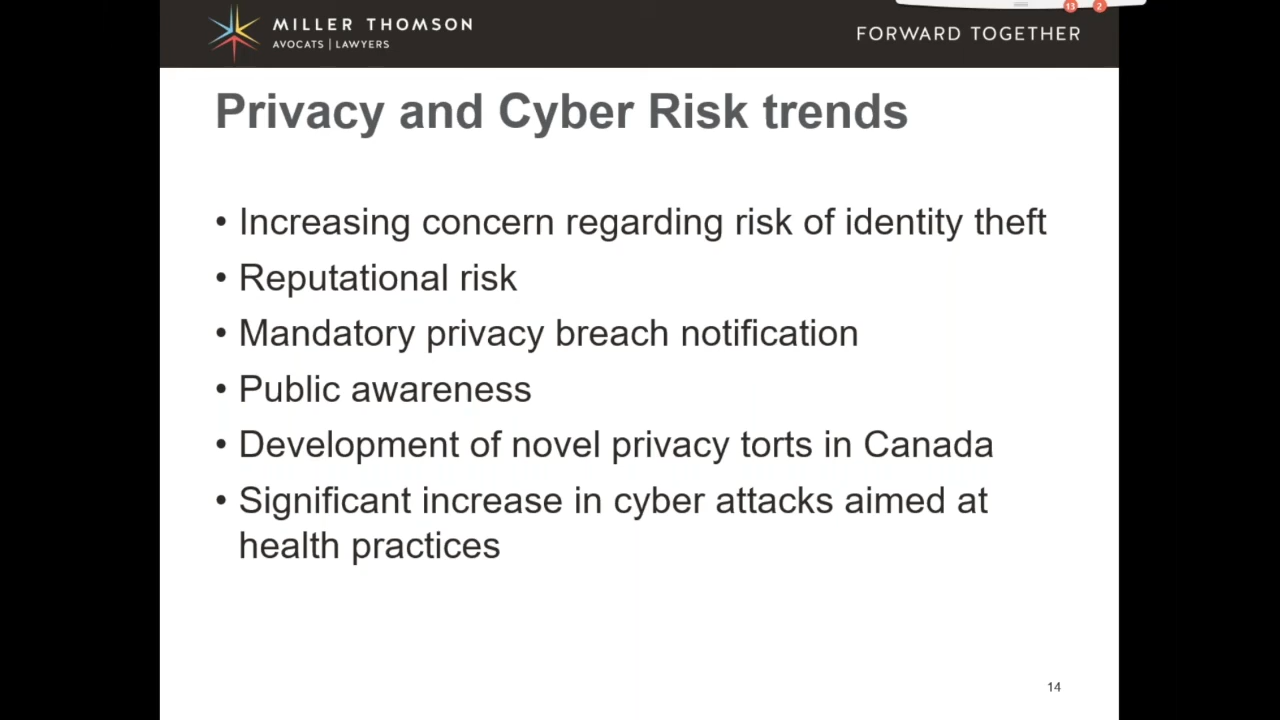 13 2
MILLER THOMSON
AVOCATS | LAWYERS
FORWARD TOGETHER
Privacy and Cyber Risk trends
• Increasing concern regarding risk of identity theft
• Reputational risk
• Mandatory privacy breach notification
• Public awareness
• Development of novel privacy torts in Canada
• Significant increase in cyber attacks aimed at
health practices
14